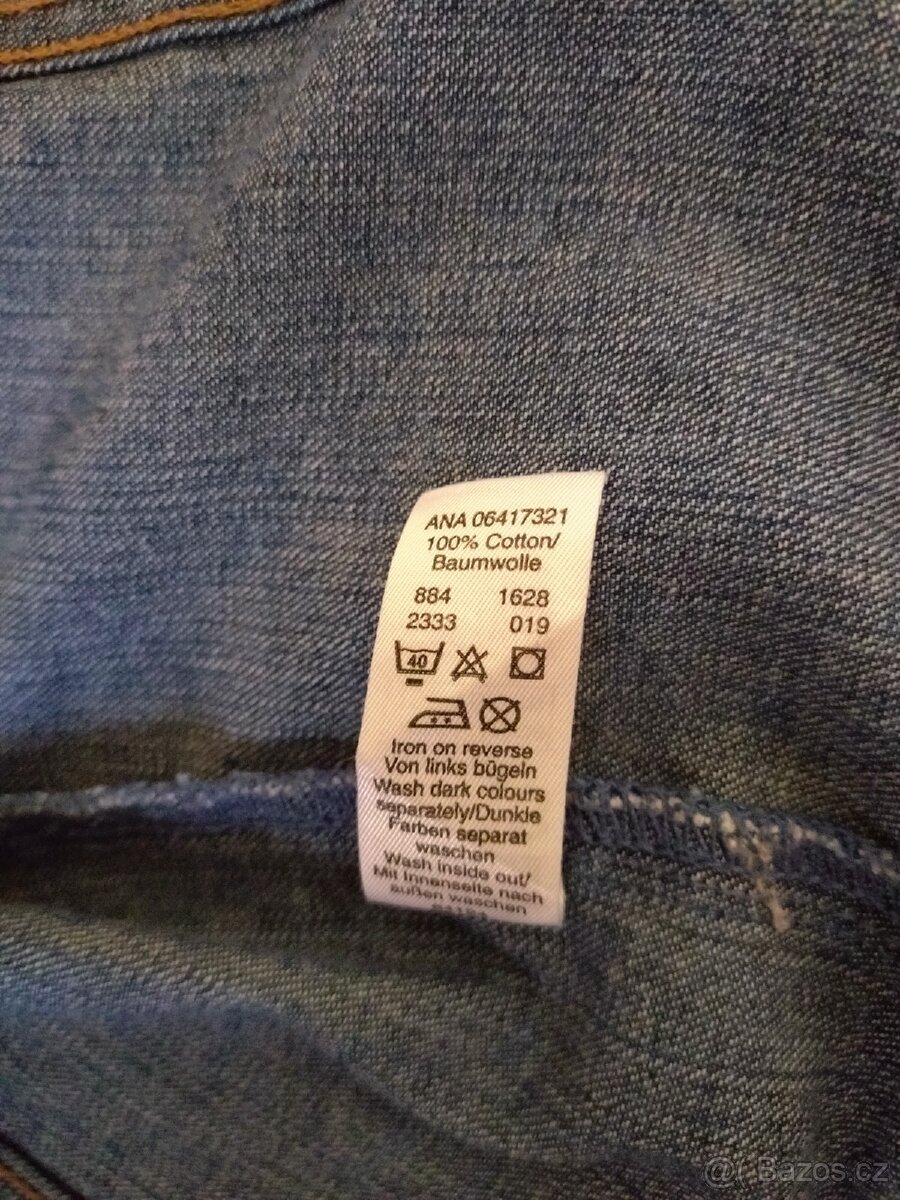 ANA 06417321
100% Cotton/
Baumwolle
884 1628
2333 019
40
Iron on reverse
Von links bügeln
Wash dark colours
separately/Dunkle
Farben separat
waschen
Wash inside out/
Mit Innenseite nach
außen waschen
@( Bazos.cz